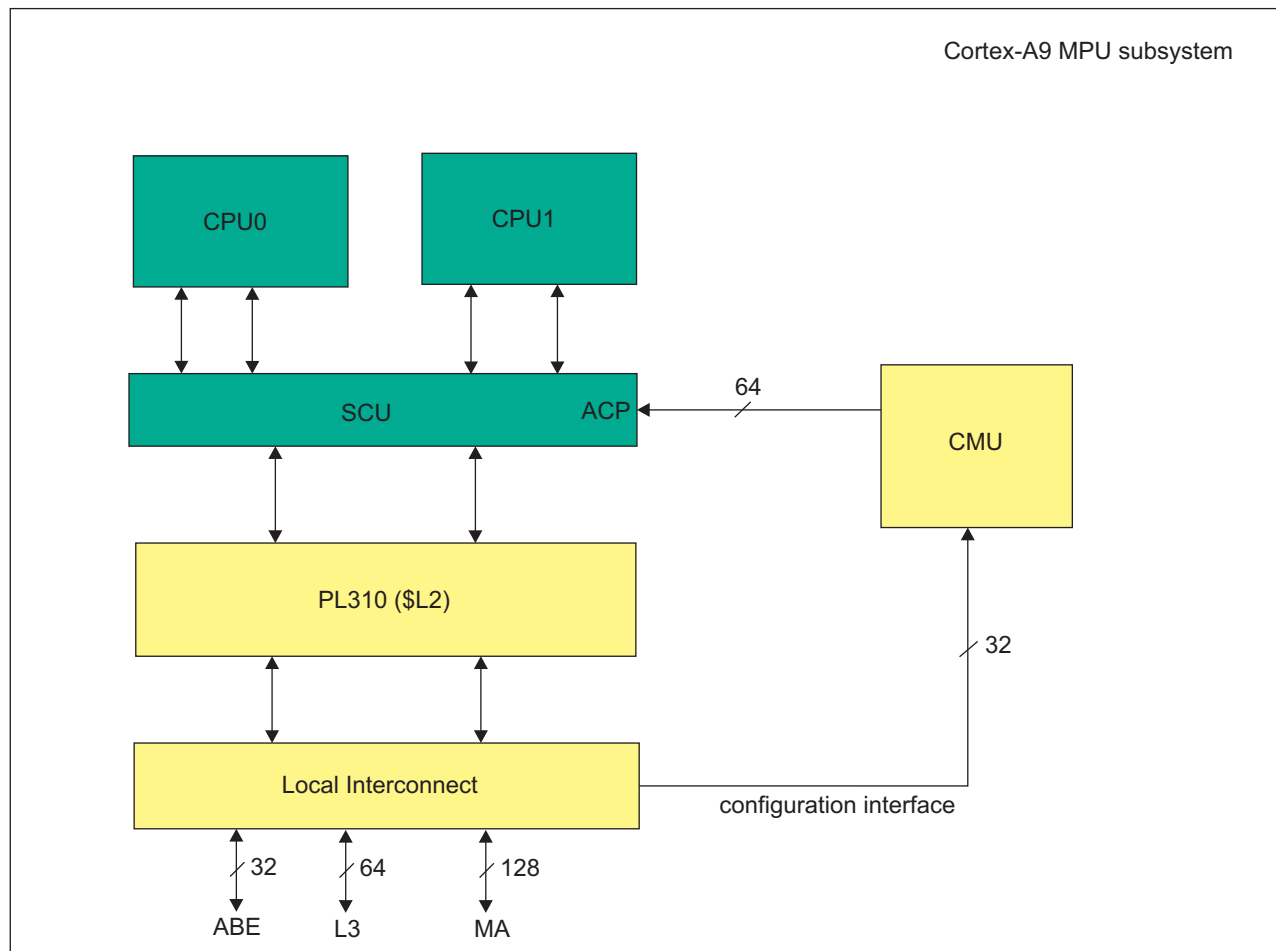 Cortex-A9 MPU subsystem
CPU0
CPU1
SCU
ACP
64
CMU
PL310 ($L2)
32
Local Interconnect
configuration interface
32
64
128
ABE
L3
MA